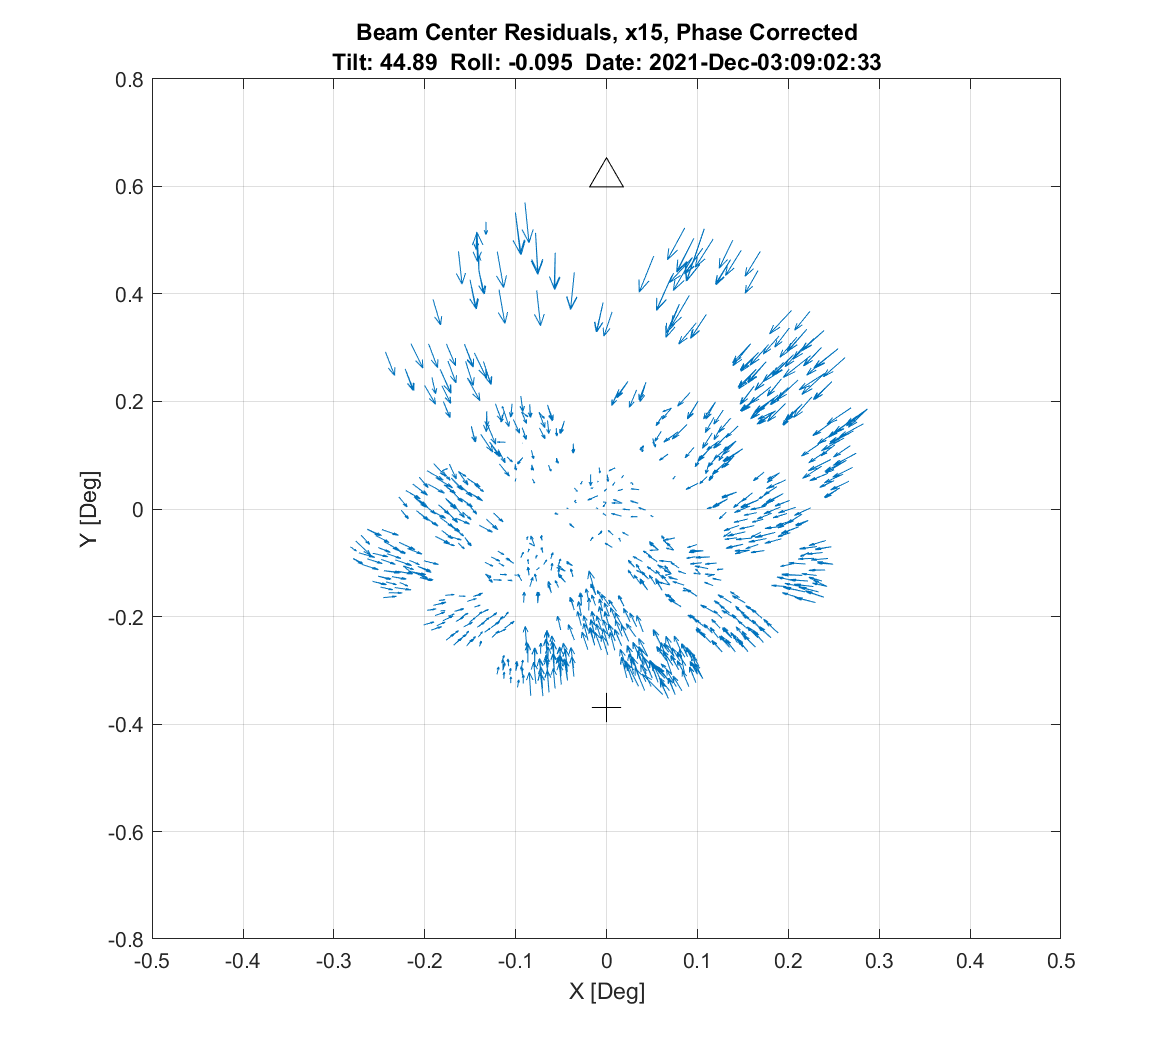 Beam Center Residuals, x15, Phase Corrected
Tilt: 44.89 Roll: -0.095 Date: 2021-Dec-03:09:02:33
0.8
0.6
0.4
0.2
0
-0.2
-0.4
-0.6
-0.8
Y [Deg]
-0.5 -0.4 -0.3 -0.2 -0.1 0 0.1 0.2 0.3 0.4 0.5
X [Deg]